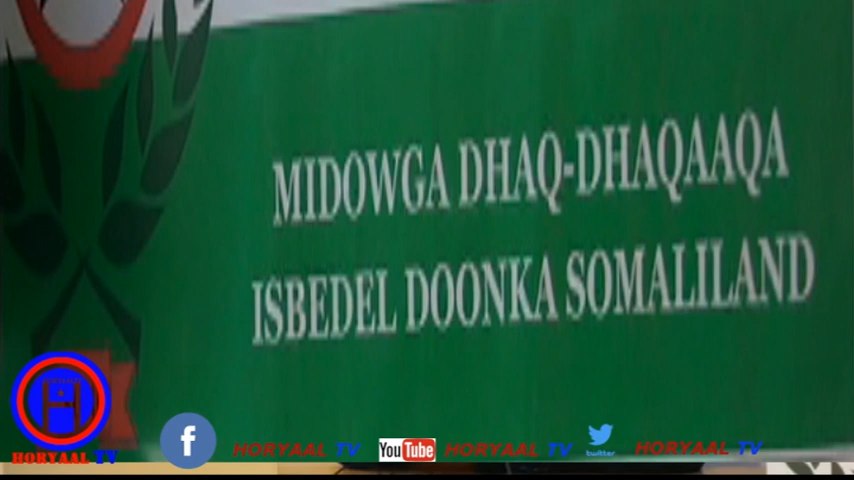 MIDOWGA DHAQ-DHAQAAQA
ISBEDEL DOONKA SOMALILAND
HORYAAL TV
f
HORYAAL TV
YouTube
HORYAAL TV
twitter
HORYAAL TV